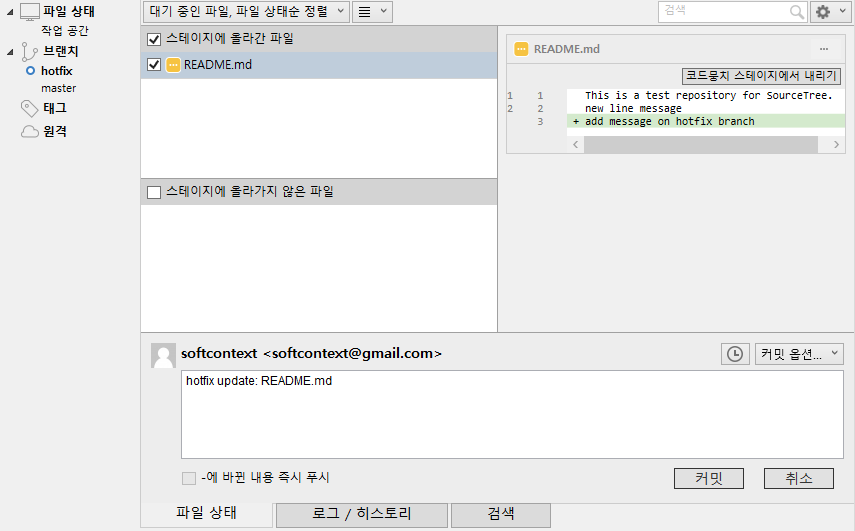 파일 상태
작업 공간
브랜치
hotfix
master
태그
원격
대기 중인 파일, 파일 상태순 정렬
검색
스테이지에 올라간 파일
README.md
스테이지에 올라가지 않은 파일
README.md
코드뭉치 스테이지에서 내리기
1 1 This is a test repository for SourceTree.
2 2 new line message
3 + add message on hotfix branch
softcontext <softcontext@gmail.com>
커밋 옵션...
hotfix update: README.md
-에 바뀐 내용 즉시 푸시
커밋
취소
파일 상태
로그 / 히스토리
검색